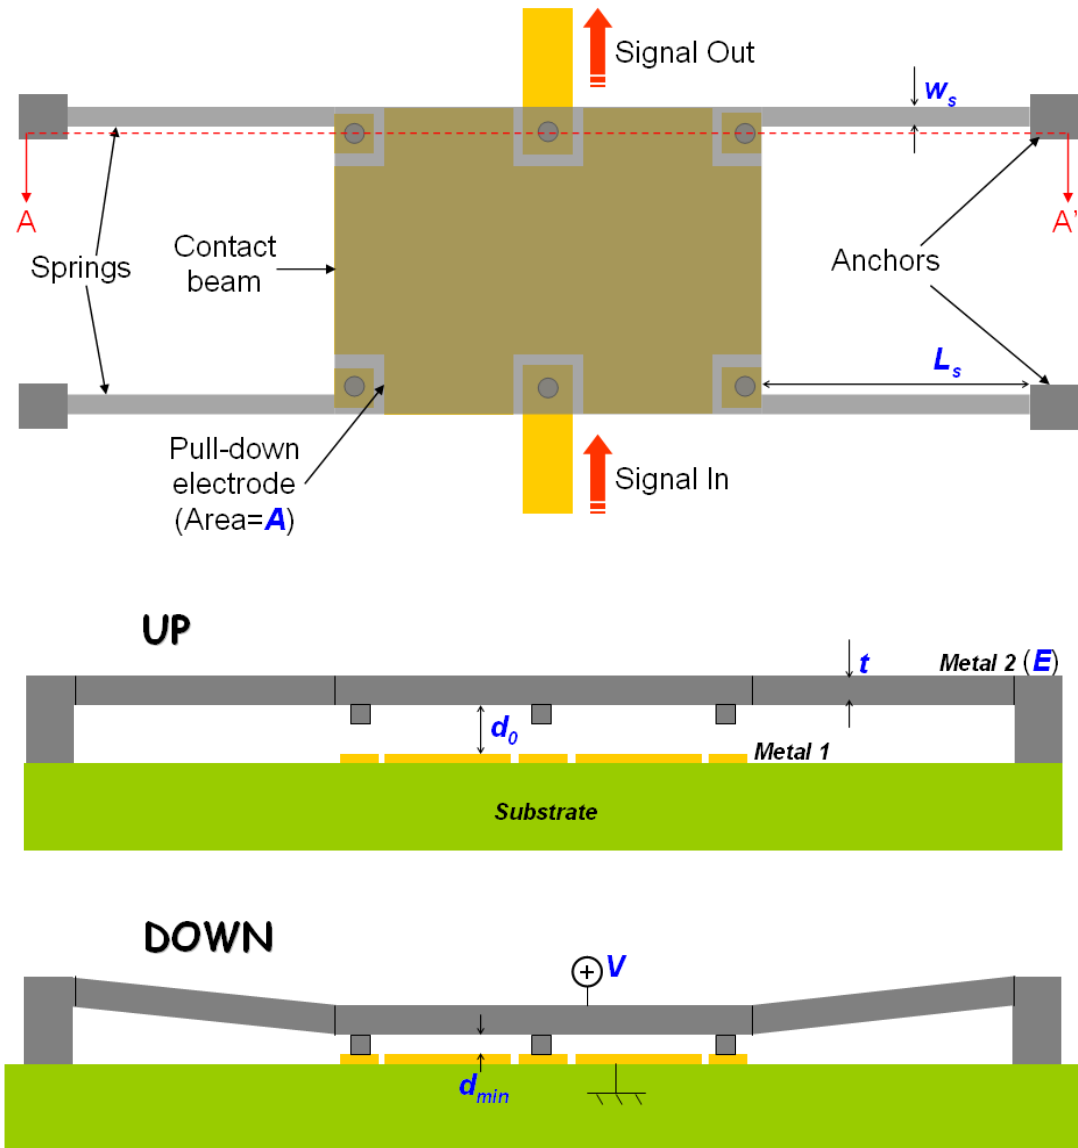 Signal Out
w_s
A
A'
Springs
Contact
beam
Anchors
L_s
Pull-down
electrode
(Area=A)
Signal In
UP
t
Metal 2 (E)
d_0
Metal 1
Substrate
DOWN
+
V
d_min